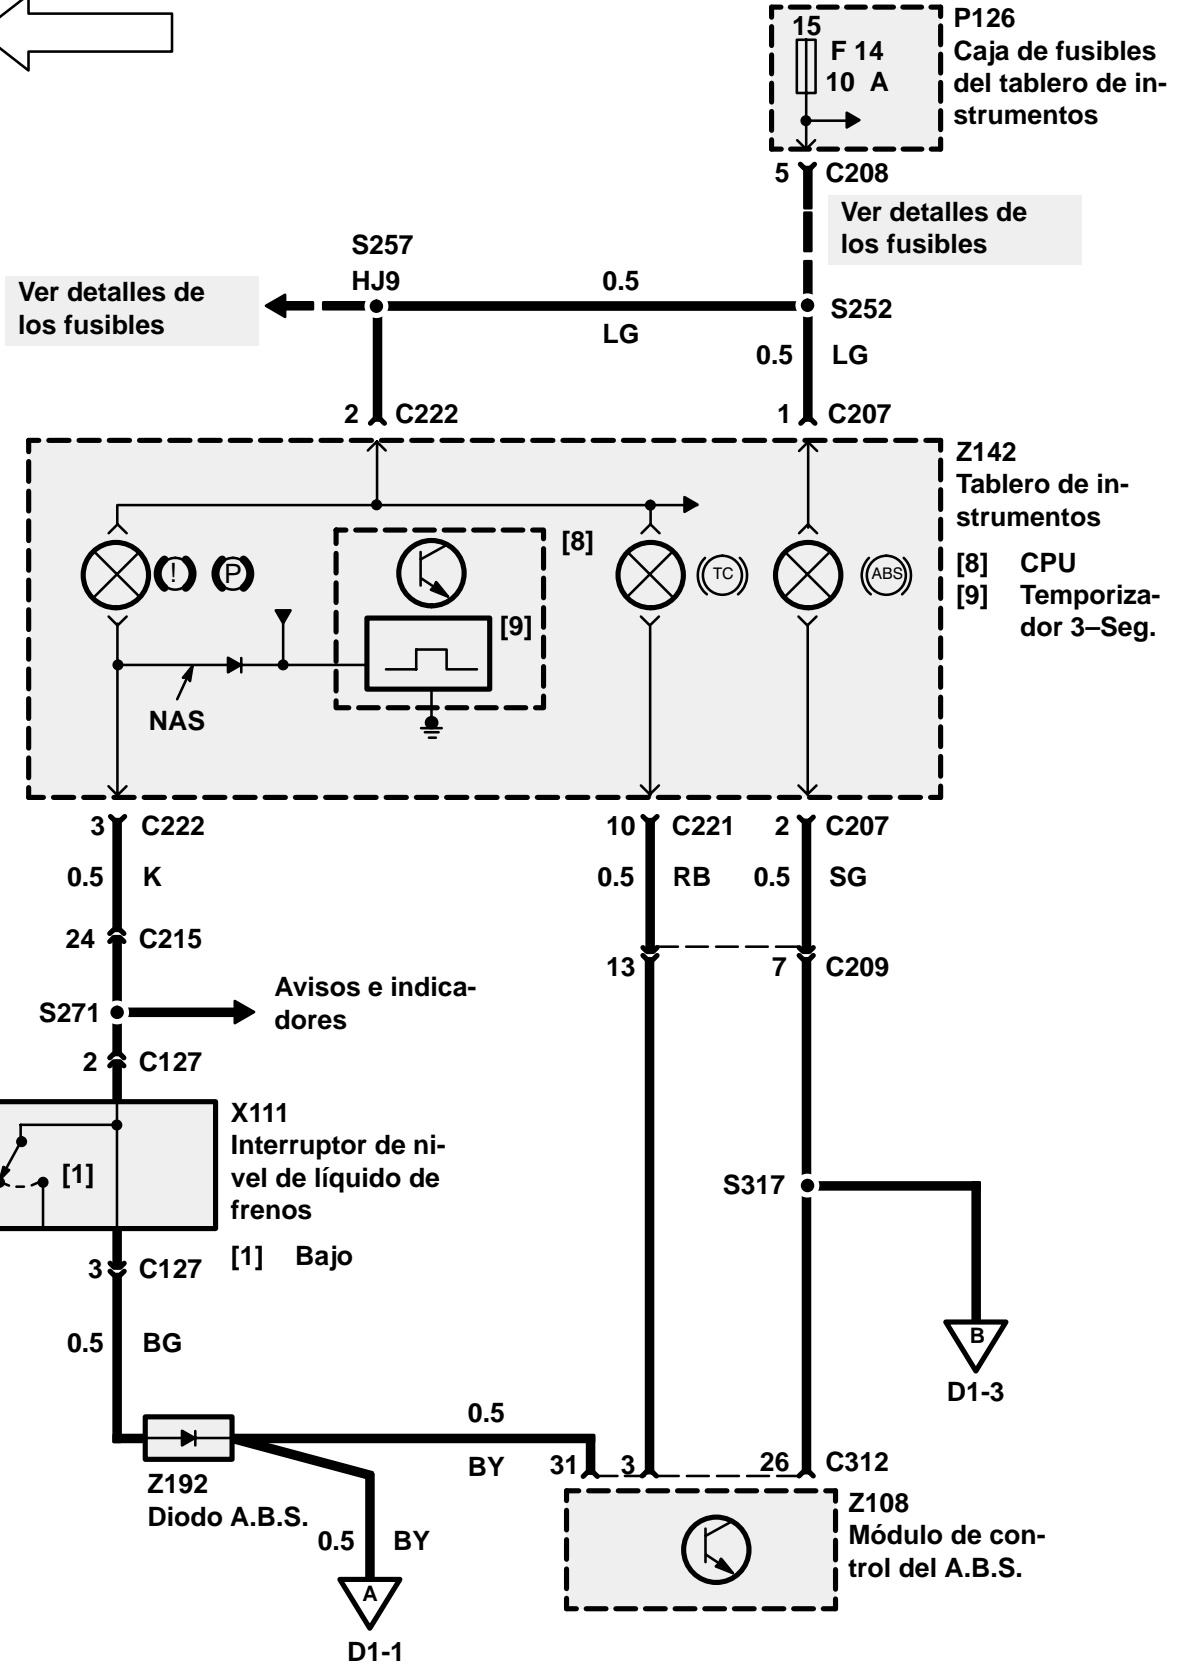 15
F 14
10 A
P126
Caja de fusibles
del tablero de in-
strumentos
5 C208
Ver detalles de
los fusibles
S257
HJ9
0.5
LG
S252
Ver detalles de
los fusibles
0.5 LG
2 C222
1 C207
Z142
Tablero de in-
strumentos
[8] CPU
[9] Temporiza-
dor 3–Seg.
[8]
! P
TC
ABS
[9]
NAS
3 C222
10 C221
2 C207
0.5 K
0.5 RB
0.5 SG
24 C215
13
7 C209
S271
Avisos e indica-
dores
2 C127
X111
Interruptor de ni-
vel de líquido de
frenos
[1] Bajo
[1]
S317
3 C127
0.5 BG
B
D1-3
0.5
BY
31 3 26 C312
Z192
Diodo A.B.S.
0.5 BY
Z108
Módulo de con-
trol del A.B.S.
A
D1-1